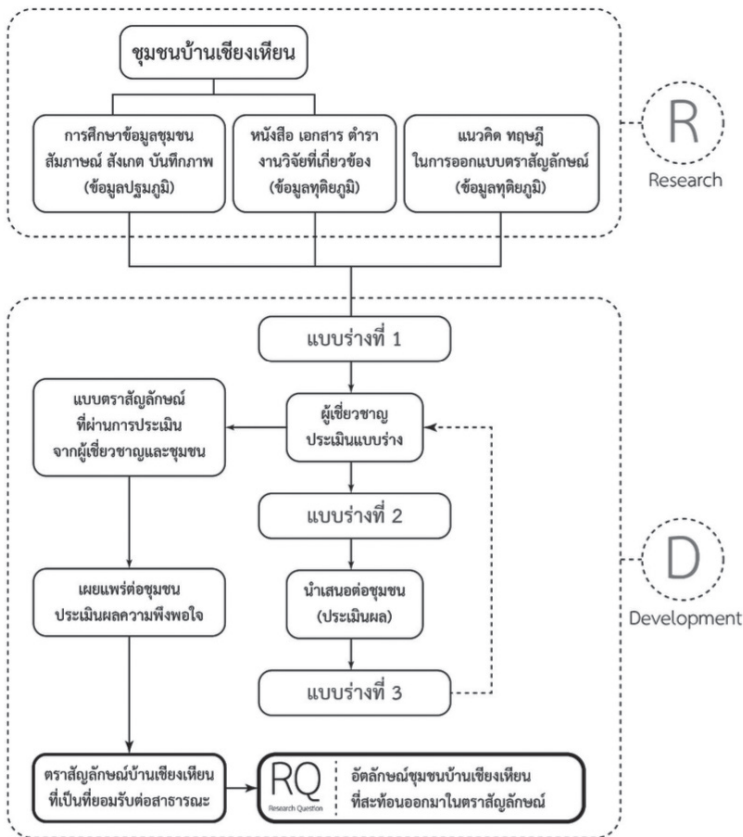 ชุมชนบ้านเชียงเหียน
การศึกษาข้อมูลชุมชน
สัมภาษณ์ สังเกต บันทึกภาพ
(ข้อมูลปฐมภูมิ)
หนังสือ เอกสาร ตำรา
งานวิจัยที่เกี่ยวข้อง
(ข้อมูลทุติยภูมิ)
แนวคิด ทฤษฎี
ในการออกแบบตราสัญลักษณ์
(ข้อมูลทุติยภูมิ)
R
Research
แบบร่างที่ 1
ผู้เชี่ยวชาญ
ประเมินแบบร่าง
แบบตราสัญลักษณ์
ที่ผ่านการประเมิน
จากผู้เชี่ยวชาญและชุมชน
แบบร่างที่ 2
เผยแพร่ต่อชุมชน
ประเมินผลความพึงพอใจ
นำเสนอต่อชุมชน
(ประเมินผล)
แบบร่างที่ 3
D
Development
ตราสัญลักษณ์บ้านเชียงเหียน
ที่เป็นที่ยอมรับต่อสาธารณะ
RQ
Research Question
อัตลักษณ์ชุมชนบ้านเชียงเหียน
ที่สะท้อนออกมาในตราสัญลักษณ์